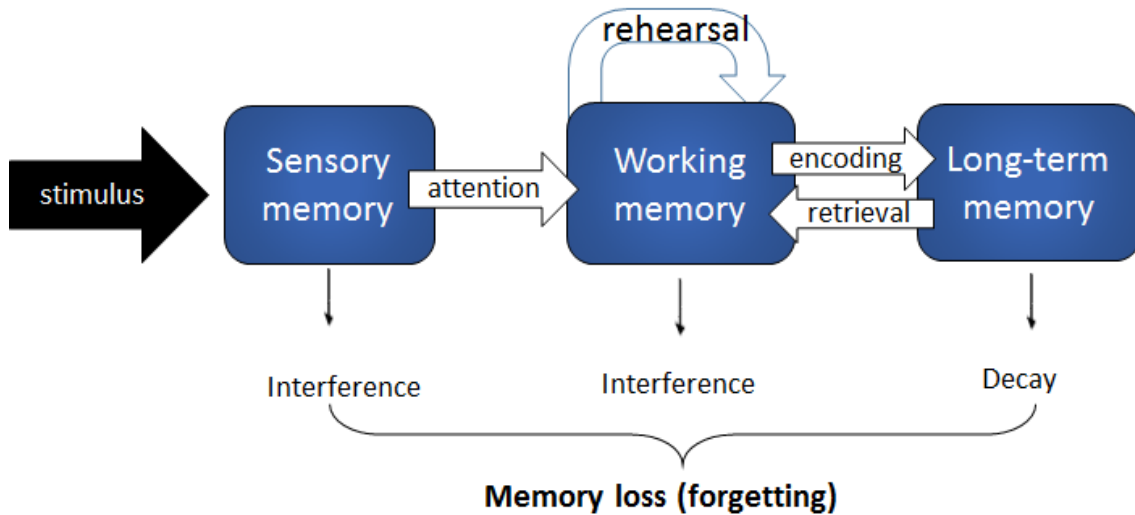 rehearsal
stimulus
Sensory
memory
attention
Working
memory
encoding
retrieval
Long-term
memory
Interference
Interference
Decay
Memory loss (forgetting)